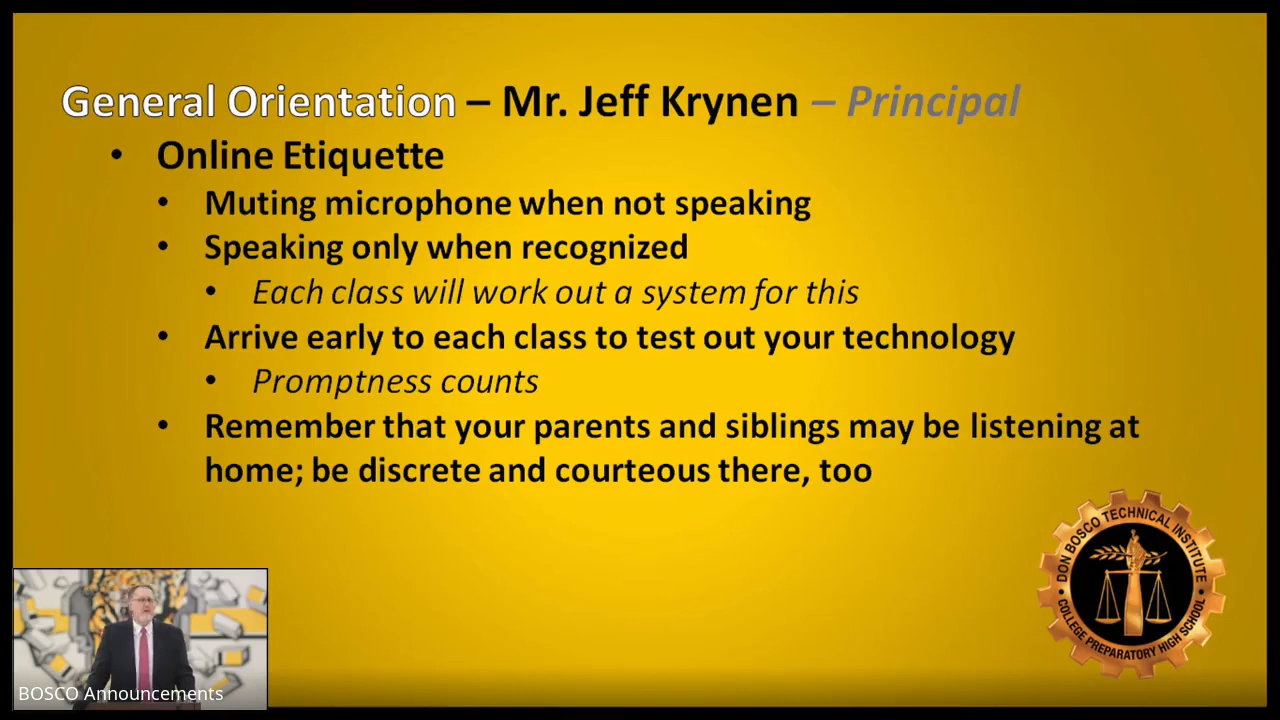 General Orientation – Mr. Jeff Krynen – Principal
• Online Etiquette
• Muting microphone when not speaking
• Speaking only when recognized
• Each class will work out a system for this
• Arrive early to each class to test out your technology
• Promptness counts
• Remember that your parents and siblings may be listening at
home; be discrete and courteous there, too
DON BOSCO TECHNICAL INSTITUTE
• COLLEGE PREPARATORY HIGH SCHOOL •
BOSCO Announcements